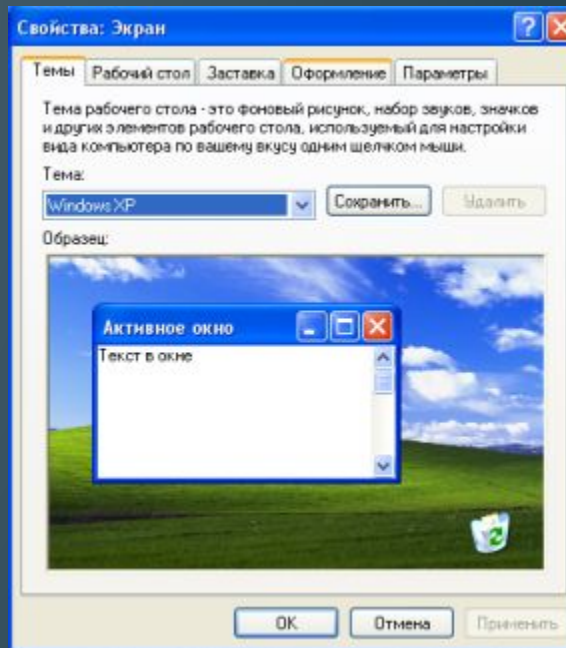 Свойства: Экран
Темы Рабочий стол Заставка Оформление Параметры
Тема рабочего стола - это фоновый рисунок, набор звуков, значков
и других элементов рабочего стола, используемый для настройки
вида компьютера по вашему вкусу одним щелчком мыши.
Тема:
Windows XP Сохранить... Удалить
Образец:
Активное окно
Текст в окне
OK Отмена Применить